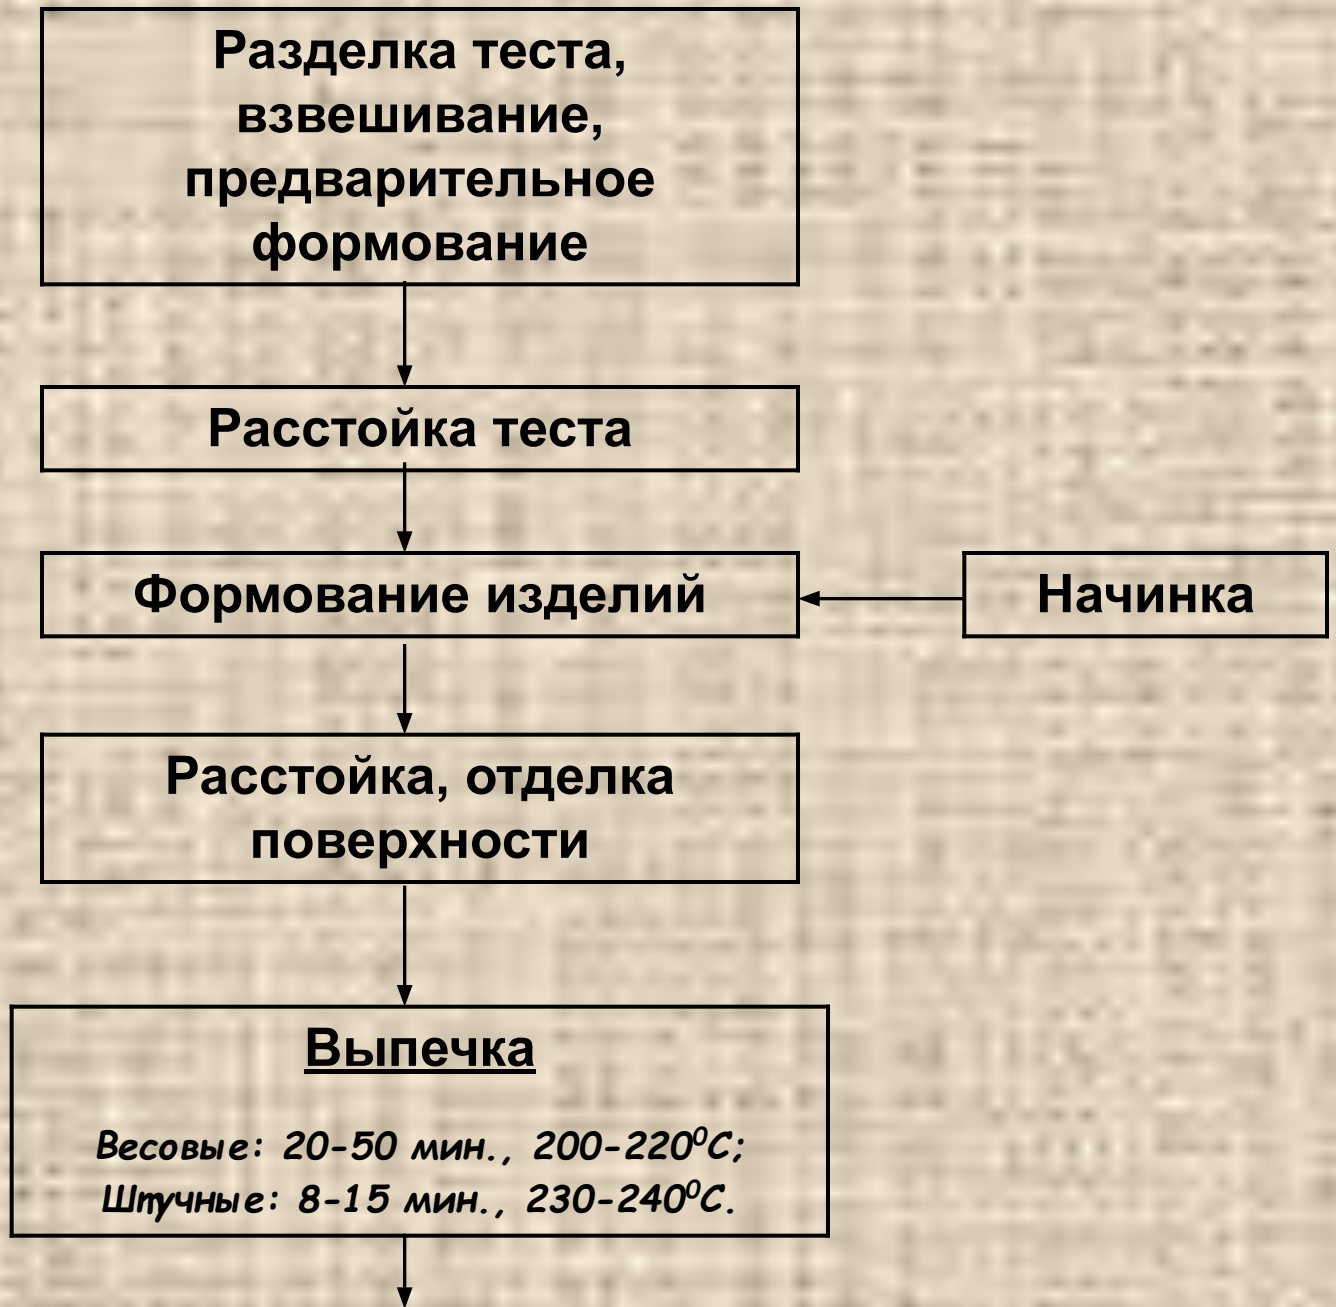 Разделка теста,
взвешивание,
предварительное
формование
Расстойка теста
Формование изделий
Начинка
Расстойка, отделка
поверхности
Выпечка
Весовые: 20-50 мин., 200-220⁰С;
Штучные: 8-15 мин., 230-240⁰С.